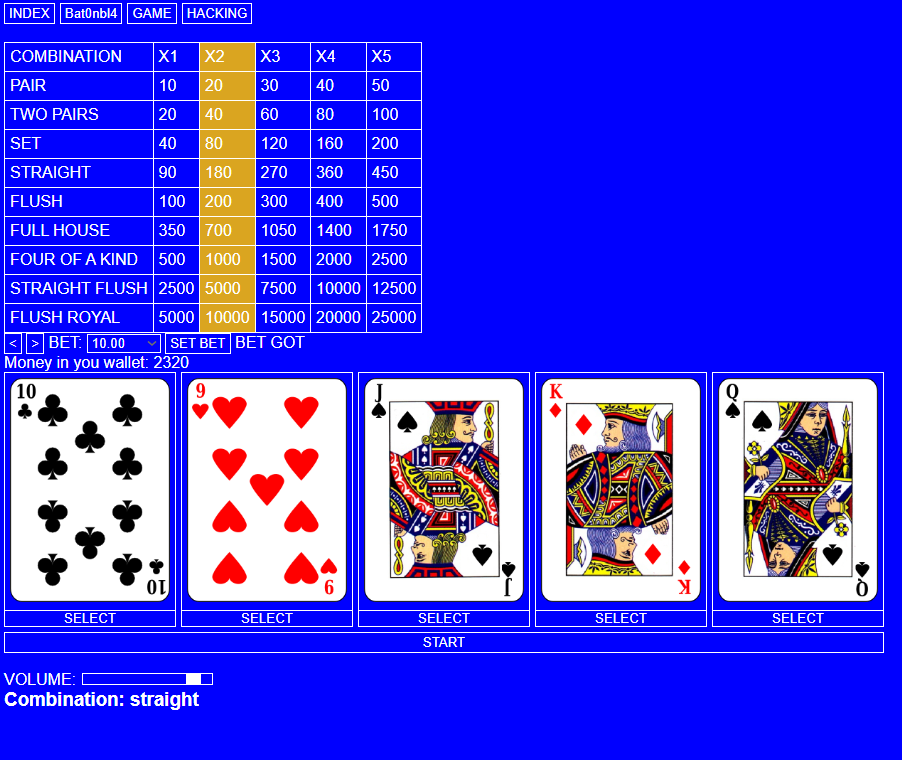 INDEX Bat0nbl4 GAME HACKING
COMBINATION X1 X2 X3 X4 X5
PAIR 10 20 30 40 50
TWO PAIRS 20 40 60 80 100
SET 40 80 120 160 200
STRAIGHT 90 180 270 360 450
FLUSH 100 200 300 400 500
FULL HOUSE 350 700 1050 1400 1750
FOUR OF A KIND 500 1000 1500 2000 2500
STRAIGHT FLUSH 2500 5000 7500 10000 12500
FLUSH ROYAL 5000 10000 15000 20000 25000
< > BET: 10.00 SET BET BET GOT
Money in you wallet: 2320
10 9 J K Q
10 9 J K Q
SELECT SELECT SELECT SELECT SELECT
START
VOLUME:
Combination: straight